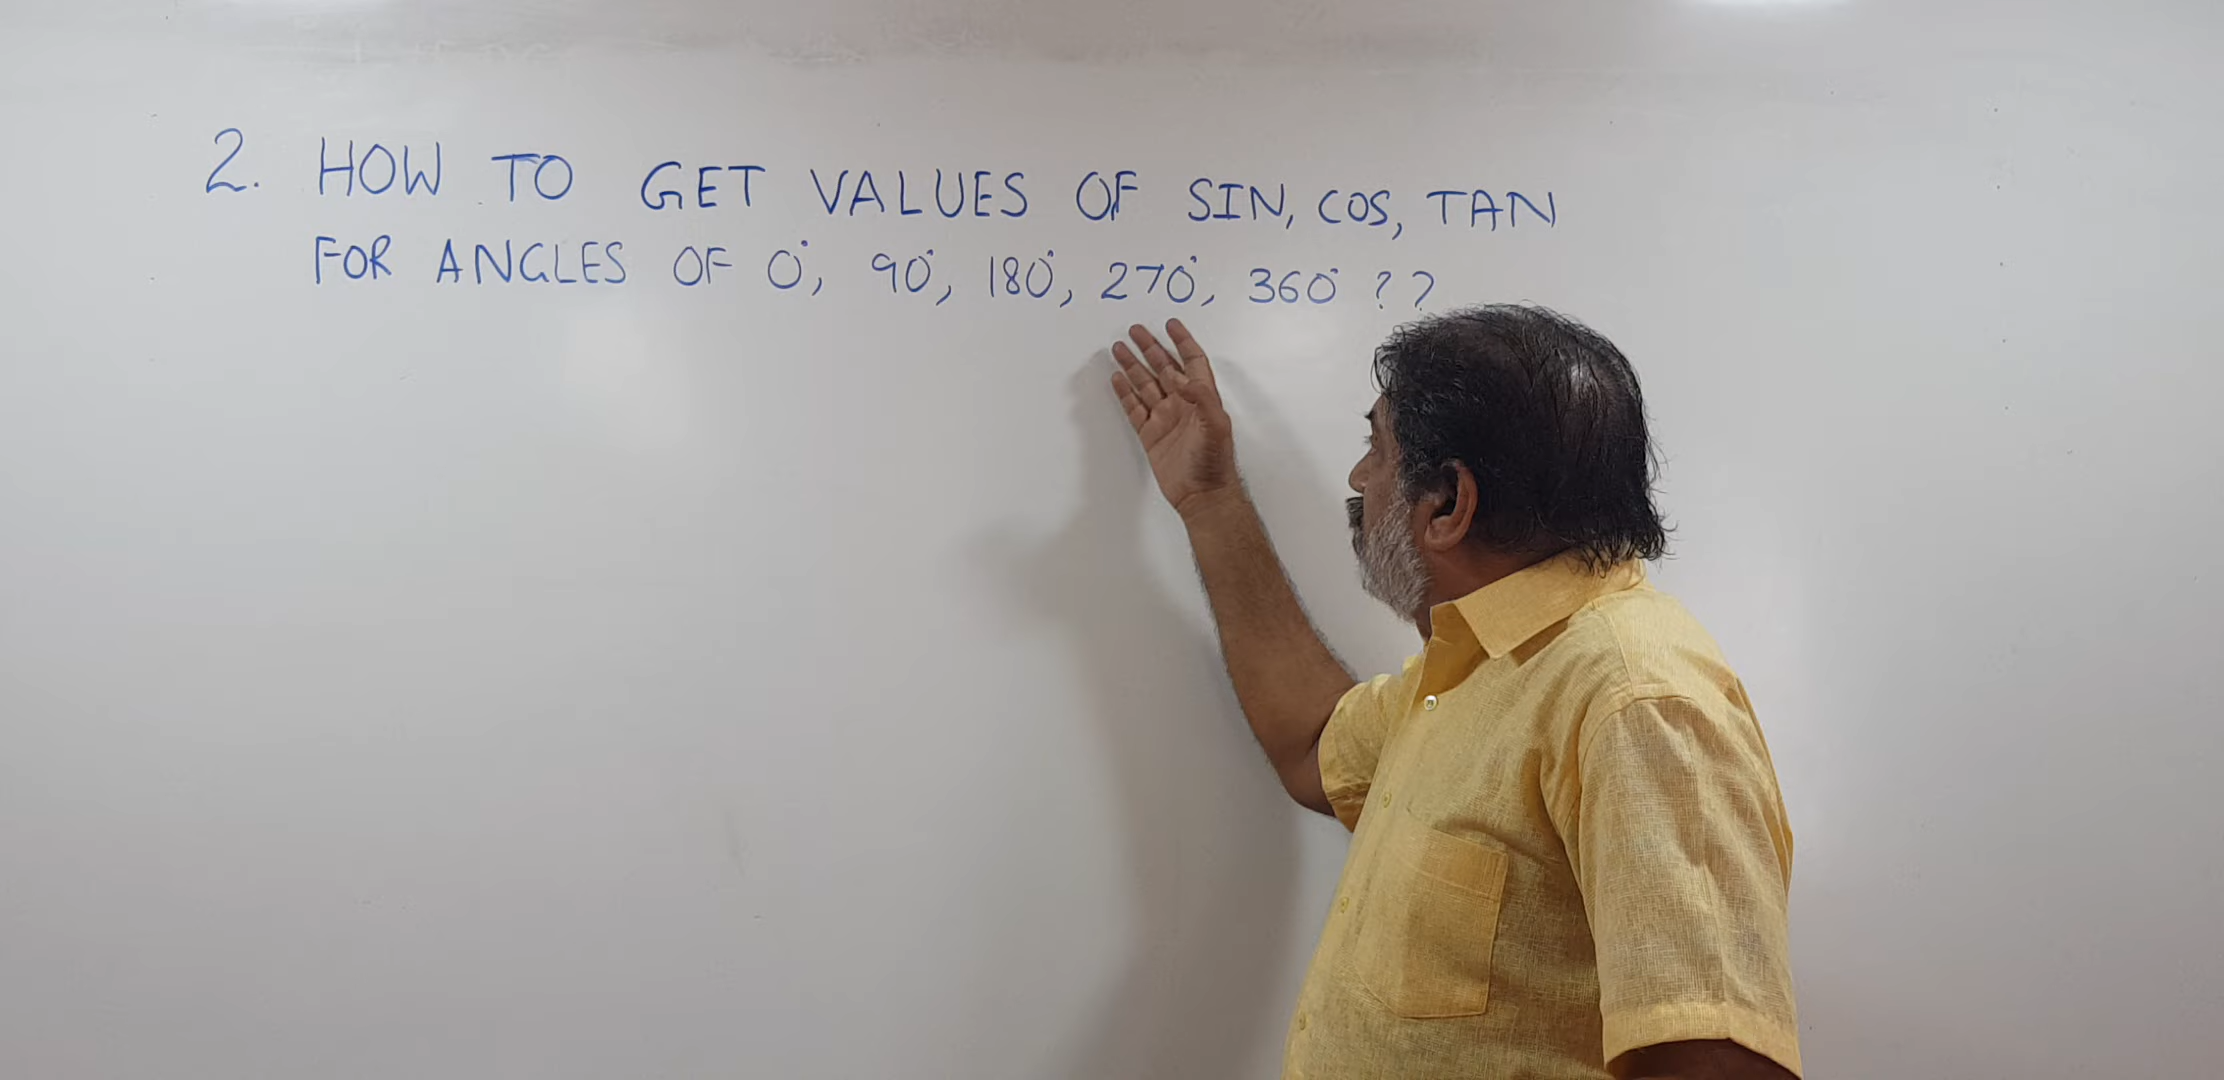 2. HOW TO GET VALUES OF SIN, COS, TAN
FOR ANGLES OF 0°, 90°, 180°, 270°, 360° ??